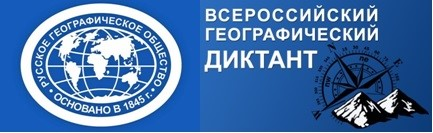 РУССКОЕ ГЕОГРАФИЧЕСКОЕ ОБЩЕСТВО
• ОСНОВАНО В 1845 г. •
ВСЕРОССИЙСКИЙ
ГЕОГРАФИЧЕСКИЙ
ДИКТАНТ